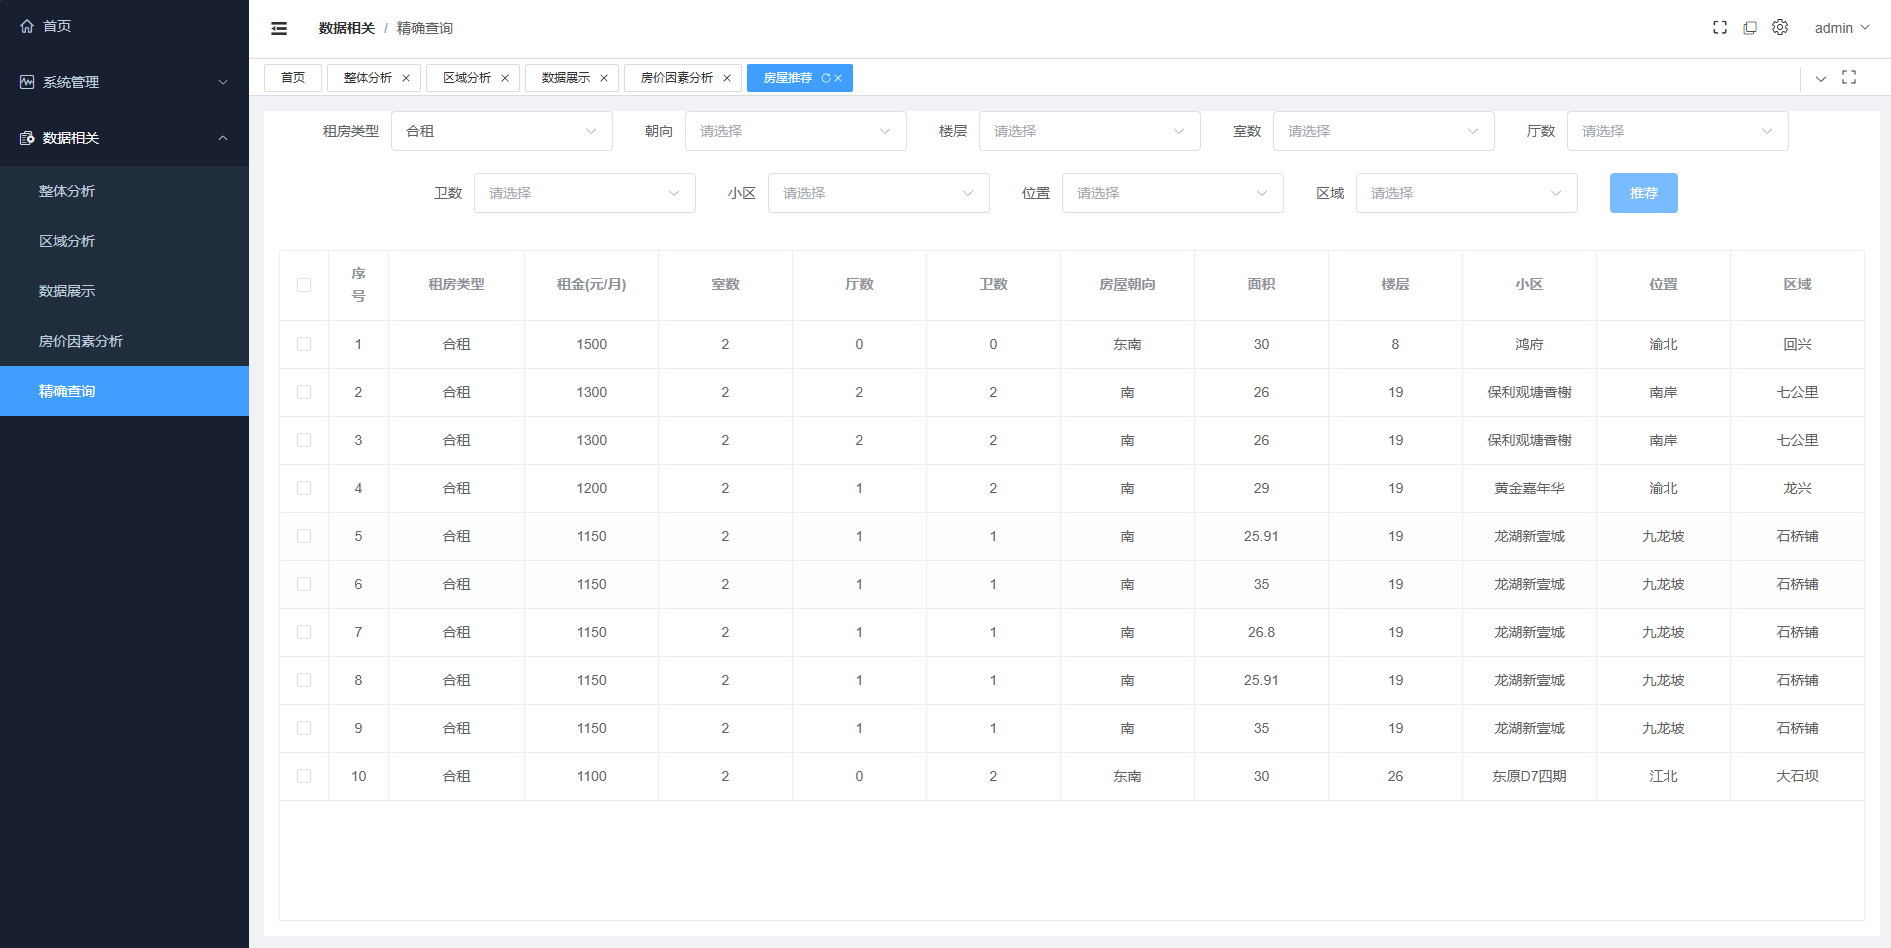 首页
系统管理
数据相关
整体分析
区域分析
数据展示
房价因素分析
精确查询
数据相关 / 精确查询
admin
首页 整体分析 区域分析 数据展示 房价因素分析 房屋推荐
租房类型 合租 朝向 请选择 楼层 请选择 室数 请选择 厅数 请选择
卫数 请选择 小区 请选择 位置 请选择 区域 请选择 推荐
序号 租房类型 租金(元/月) 室数 厅数 卫数 房屋朝向 面积 楼层 小区 位置 区域
1 合租 1500 2 0 0 东南 30 8 鸿府 渝北 回兴
2 合租 1300 2 2 2 南 26 19 保利观塘香榭 南岸 七公里
3 合租 1300 2 2 2 南 26 19 保利观塘香榭 南岸 七公里
4 合租 1200 2 1 2 南 29 19 黄金嘉年华 渝北 龙兴
5 合租 1150 2 1 1 南 25.91 19 龙湖新壹城 九龙坡 石桥铺
6 合租 1150 2 1 1 南 35 19 龙湖新壹城 九龙坡 石桥铺
7 合租 1150 2 1 1 南 26.8 19 龙湖新壹城 九龙坡 石桥铺
8 合租 1150 2 1 1 南 25.91 19 龙湖新壹城 九龙坡 石桥铺
9 合租 1150 2 1 1 南 35 19 龙湖新壹城 九龙坡 石桥铺
10 合租 1100 2 0 2 东南 30 26 东原D7四期 江北 大石坝